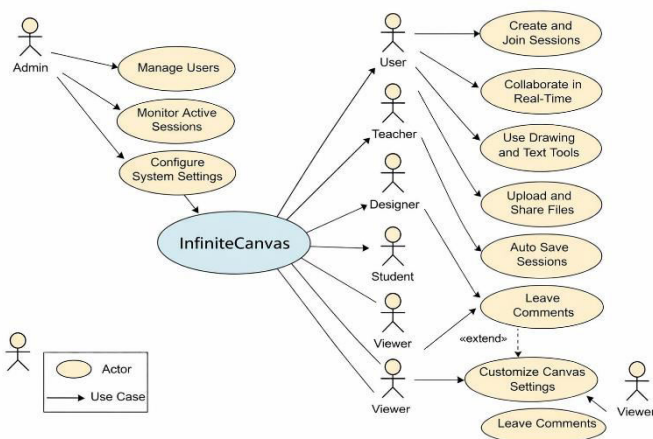 Admin
Manage Users
Monitor Active
Sessions
Configure
System Settings
InfiniteCanvas
User
Teacher
Designer
Student
Viewer
Viewer
Create and
Join Sessions
Collaborate in
Real-Time
Use Drawing
and Text Tools
Upload and
Share Files
Auto Save
Sessions
Leave
Comments
«extend»
Customize Canvas
Settings
Viewer
Leave Comments
Actor
Use Case